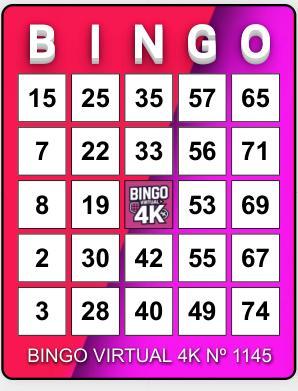 BINGO
15 25 35 57 65
7 22 33 56 71
8 19 BINGO VIRTUAL 4K 53 69
2 30 42 55 67
3 28 40 49 74
BINGO VIRTUAL 4K Nº 1145